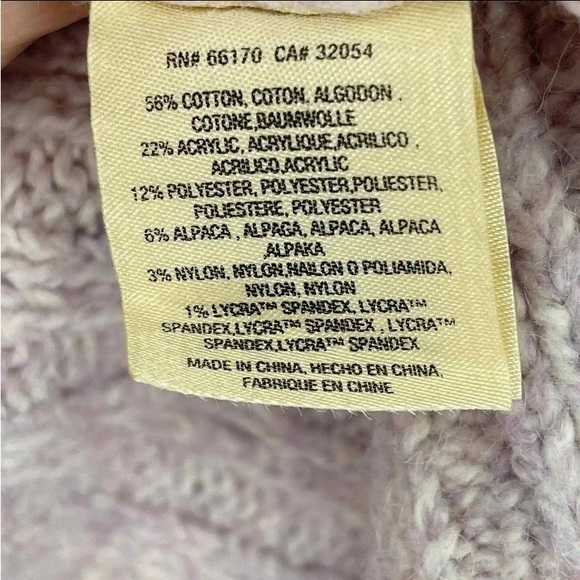 RN# 66170 CA# 32054
56% COTTON, COTON, ALGODON,
COTONE,BAUMWOLLE
22% ACRYLIC, ACRYLIQUE,ACRILICO,
ACRILICO,ACRYLIC
12% POLYESTER, POLYESTER,POLIESTER,
POLIESTERE, POLYESTER
6% ALPACA , ALPAGA, ALPACA, ALPACA
,ALPAKA
3% NYLON, NYLON,NAILON O POLIAMIDA,
NYLON, NYLON
1% LYCRA™ SPANDEX, LYCRA™
SPANDEX,LYCRA™ SPANDEX , LYCRA™
SPANDEX,LYCRA™ SPANDEX
MADE IN CHINA, HECHO EN CHINA,
FABRIQUE EN CHINE